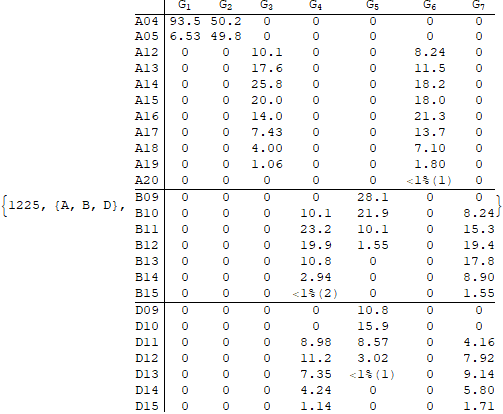 G1 G2 G3 G4 G5 G6 G7
A04 93.5 50.2 0 0 0 0 0
A05 6.53 49.8 0 0 0 0 0
A12 0 0 10.1 0 0 8.24 0
A13 0 0 17.6 0 0 11.5 0
A14 0 0 25.8 0 0 18.2 0
A15 0 0 20.0 0 0 18.0 0
A16 0 0 14.0 0 0 21.3 0
A17 0 0 7.43 0 0 13.7 0
A18 0 0 4.00 0 0 7.10 0
A19 0 0 1.06 0 0 1.80 0
A20 0 0 0 0 0 <1%(1) 0
{1225, {A, B, D}, B09 0 0 0 0 28.1 0 0 }
B10 0 0 0 10.1 21.9 0 8.24
B11 0 0 0 23.2 10.1 0 15.3
B12 0 0 0 19.9 1.55 0 19.4
B13 0 0 0 10.8 0 0 17.8
B14 0 0 0 2.94 0 0 8.90
B15 0 0 0 <1%(2) 0 0 1.55
D09 0 0 0 0 10.8 0 0
D10 0 0 0 0 15.9 0 0
D11 0 0 0 8.98 8.57 0 4.16
D12 0 0 0 11.2 3.02 0 7.92
D13 0 0 0 7.35 <1%(1) 0 9.14
D14 0 0 0 4.24 0 0 5.80
D15 0 0 0 1.14 0 0 1.71